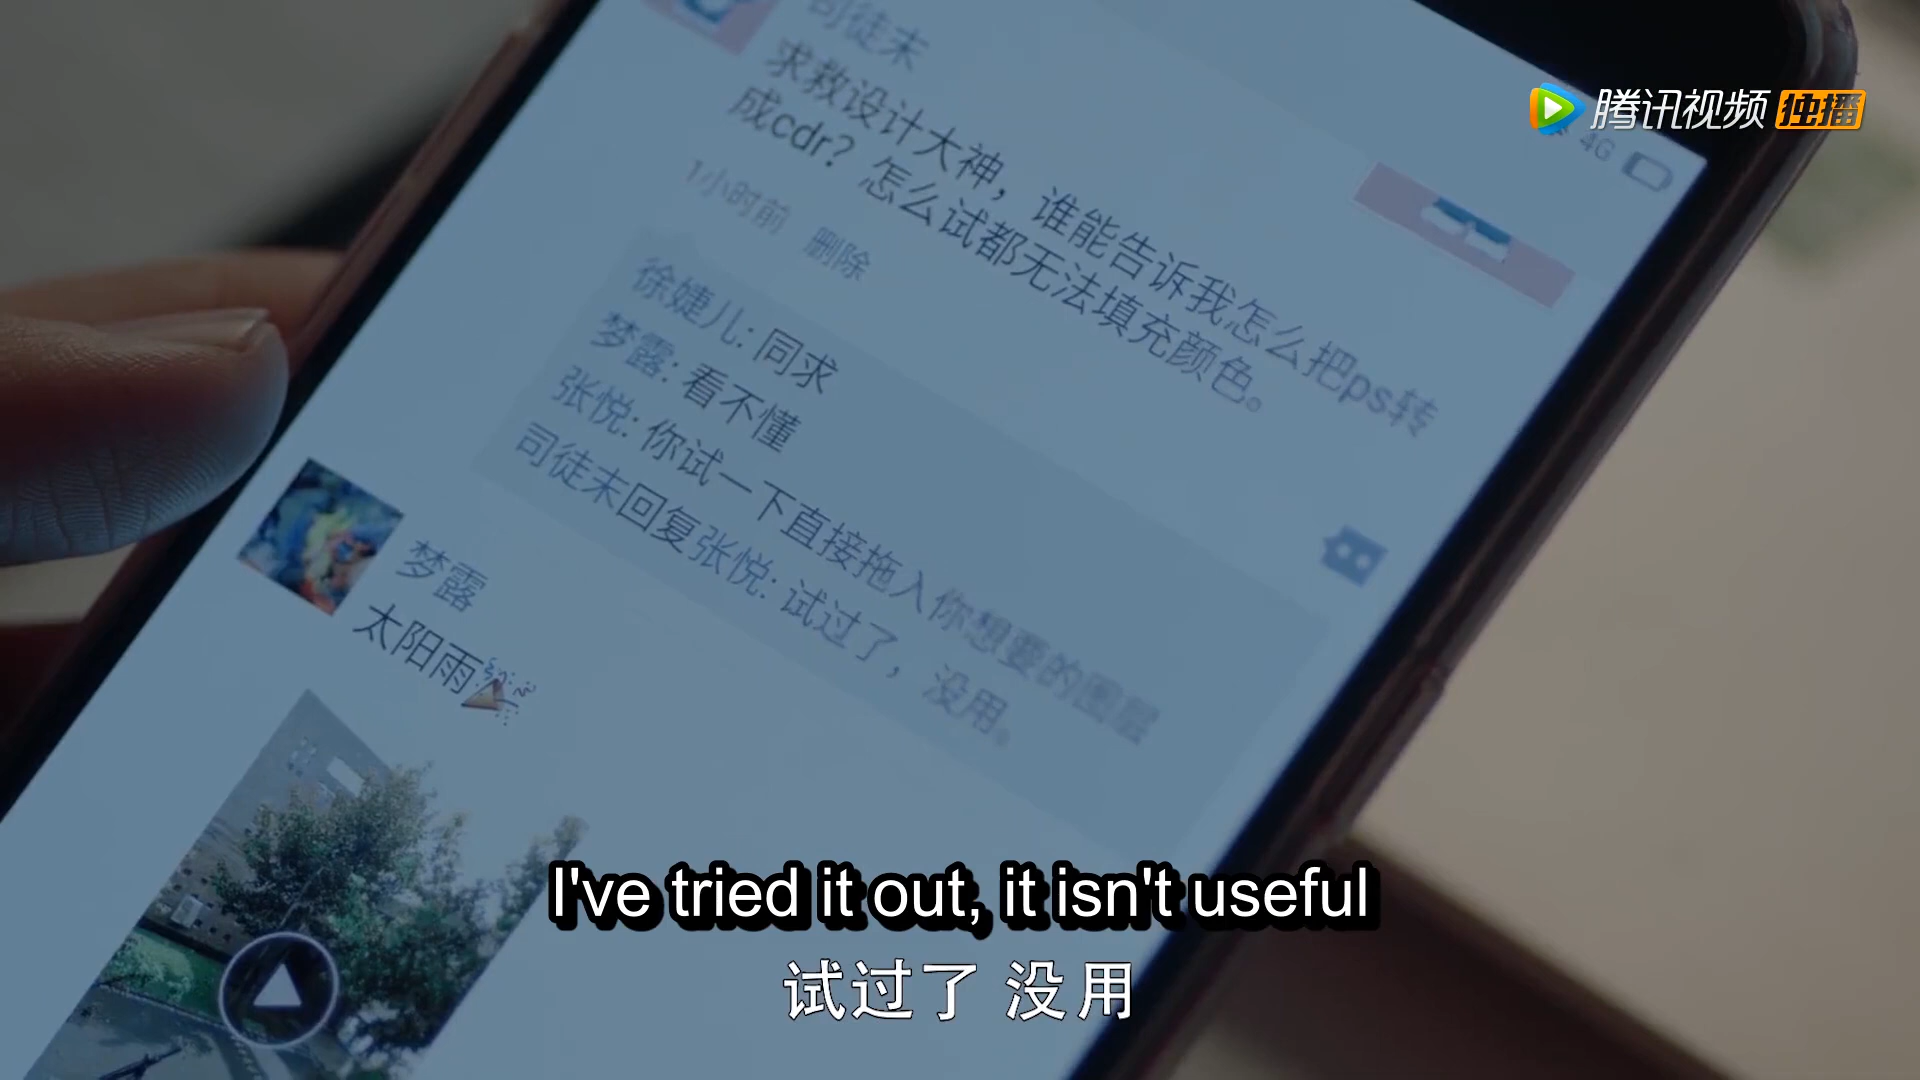 腾讯视频 独播
4G
司徒末
求救设计大神，谁能告诉我怎么把ps转
成cdr？怎么试都无法填充颜色。
1小时前 删除
徐婕儿: 同求
梦露: 看不懂
张悦: 你试一下直接拖入你想要的图层
司徒末回复张悦: 试过了，没用。
梦露
太阳雨
I've tried it out, it isn't useful
试过了 没用